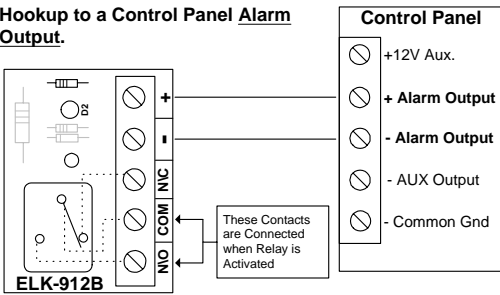 Hookup to a Control Panel Alarm
Output.
Control Panel
+12V Aux.
+ Alarm Output
- Alarm Output
- AUX Output
- Common Gnd
D2
+
-
N\C
COM
N\O
These Contacts
are Connected
when Relay is
Activated
ELK-912B